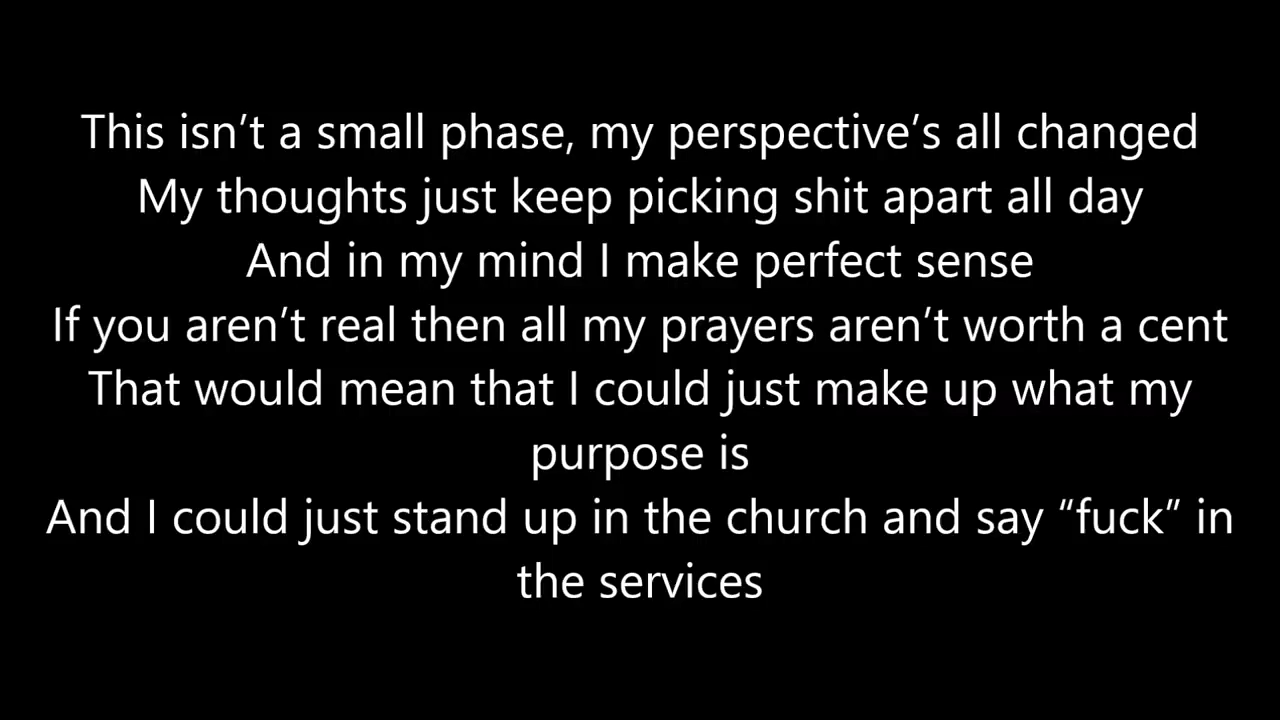 This isn’t a small phase, my perspective’s all changed
My thoughts just keep picking shit apart all day
And in my mind I make perfect sense
If you aren’t real then all my prayers aren’t worth a cent
That would mean that I could just make up what my
purpose is
And I could just stand up in the church and say “fuck” in
the services